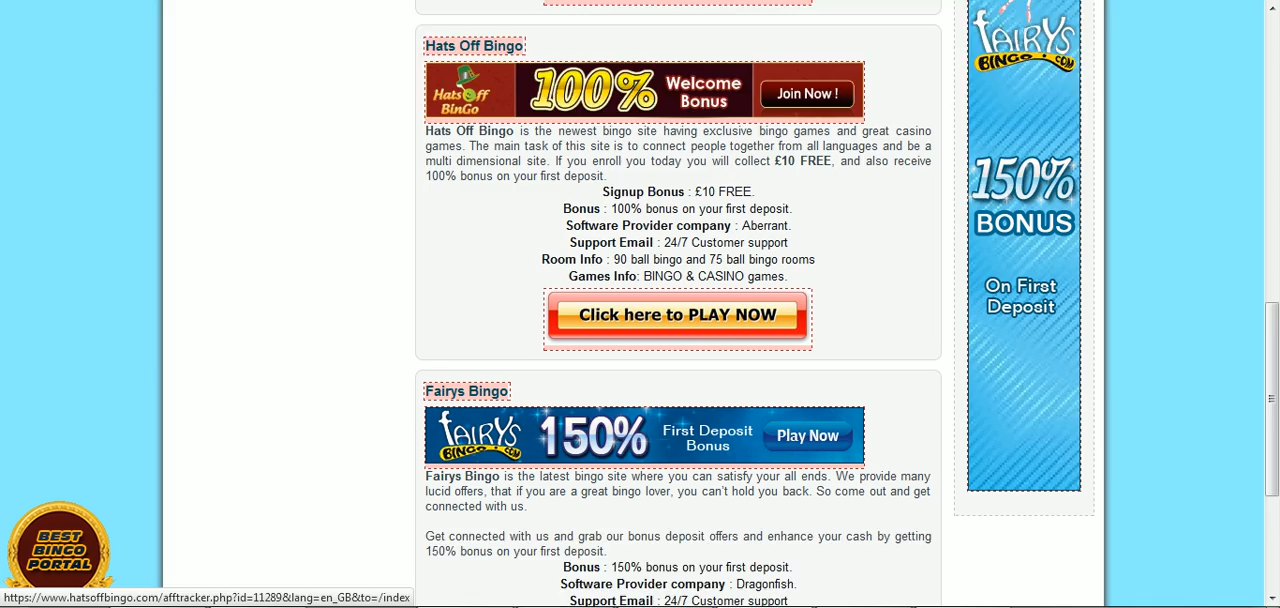 Hats Off Bingo
Hats Off
BinGo
100%
Welcome
Bonus
Join Now !
Hats Off Bingo is the newest bingo site having exclusive bingo games and great casino
games. The main task of this site is to connect people together from all languages and be a
multi dimensional site. If you enroll you today you will collect £10 FREE, and also receive
100% bonus on your first deposit.
Signup Bonus : £10 FREE.
Bonus : 100% bonus on your first deposit.
Software Provider company : Aberrant.
Support Email : 24/7 Customer support
Room Info : 90 ball bingo and 75 ball bingo rooms
Games Info: BINGO & CASINO games.
Click here to PLAY NOW
Fairys Bingo
fairys
BINGO.COM
150%
First Deposit
Bonus
Play Now
Fairys Bingo is the latest bingo site where you can satisfy your all ends. We provide many
lucid offers, that if you are a great bingo lover, you can't hold you back. So come out and get
connected with us.
Get connected with us and grab our bonus deposit offers and enhance your cash by getting
150% bonus on your first deposit.
Bonus : 150% bonus on your first deposit.
Software Provider company : Dragonfish.
Support Email : 24/7 Customer support
fairys
BINGO.COM
150%
BONUS
On First
Deposit
BEST
BINGO
PORTAL
https://www.hatsoffbingo.com/afftracker.php?id=11289&lang=en_GB&to=/index